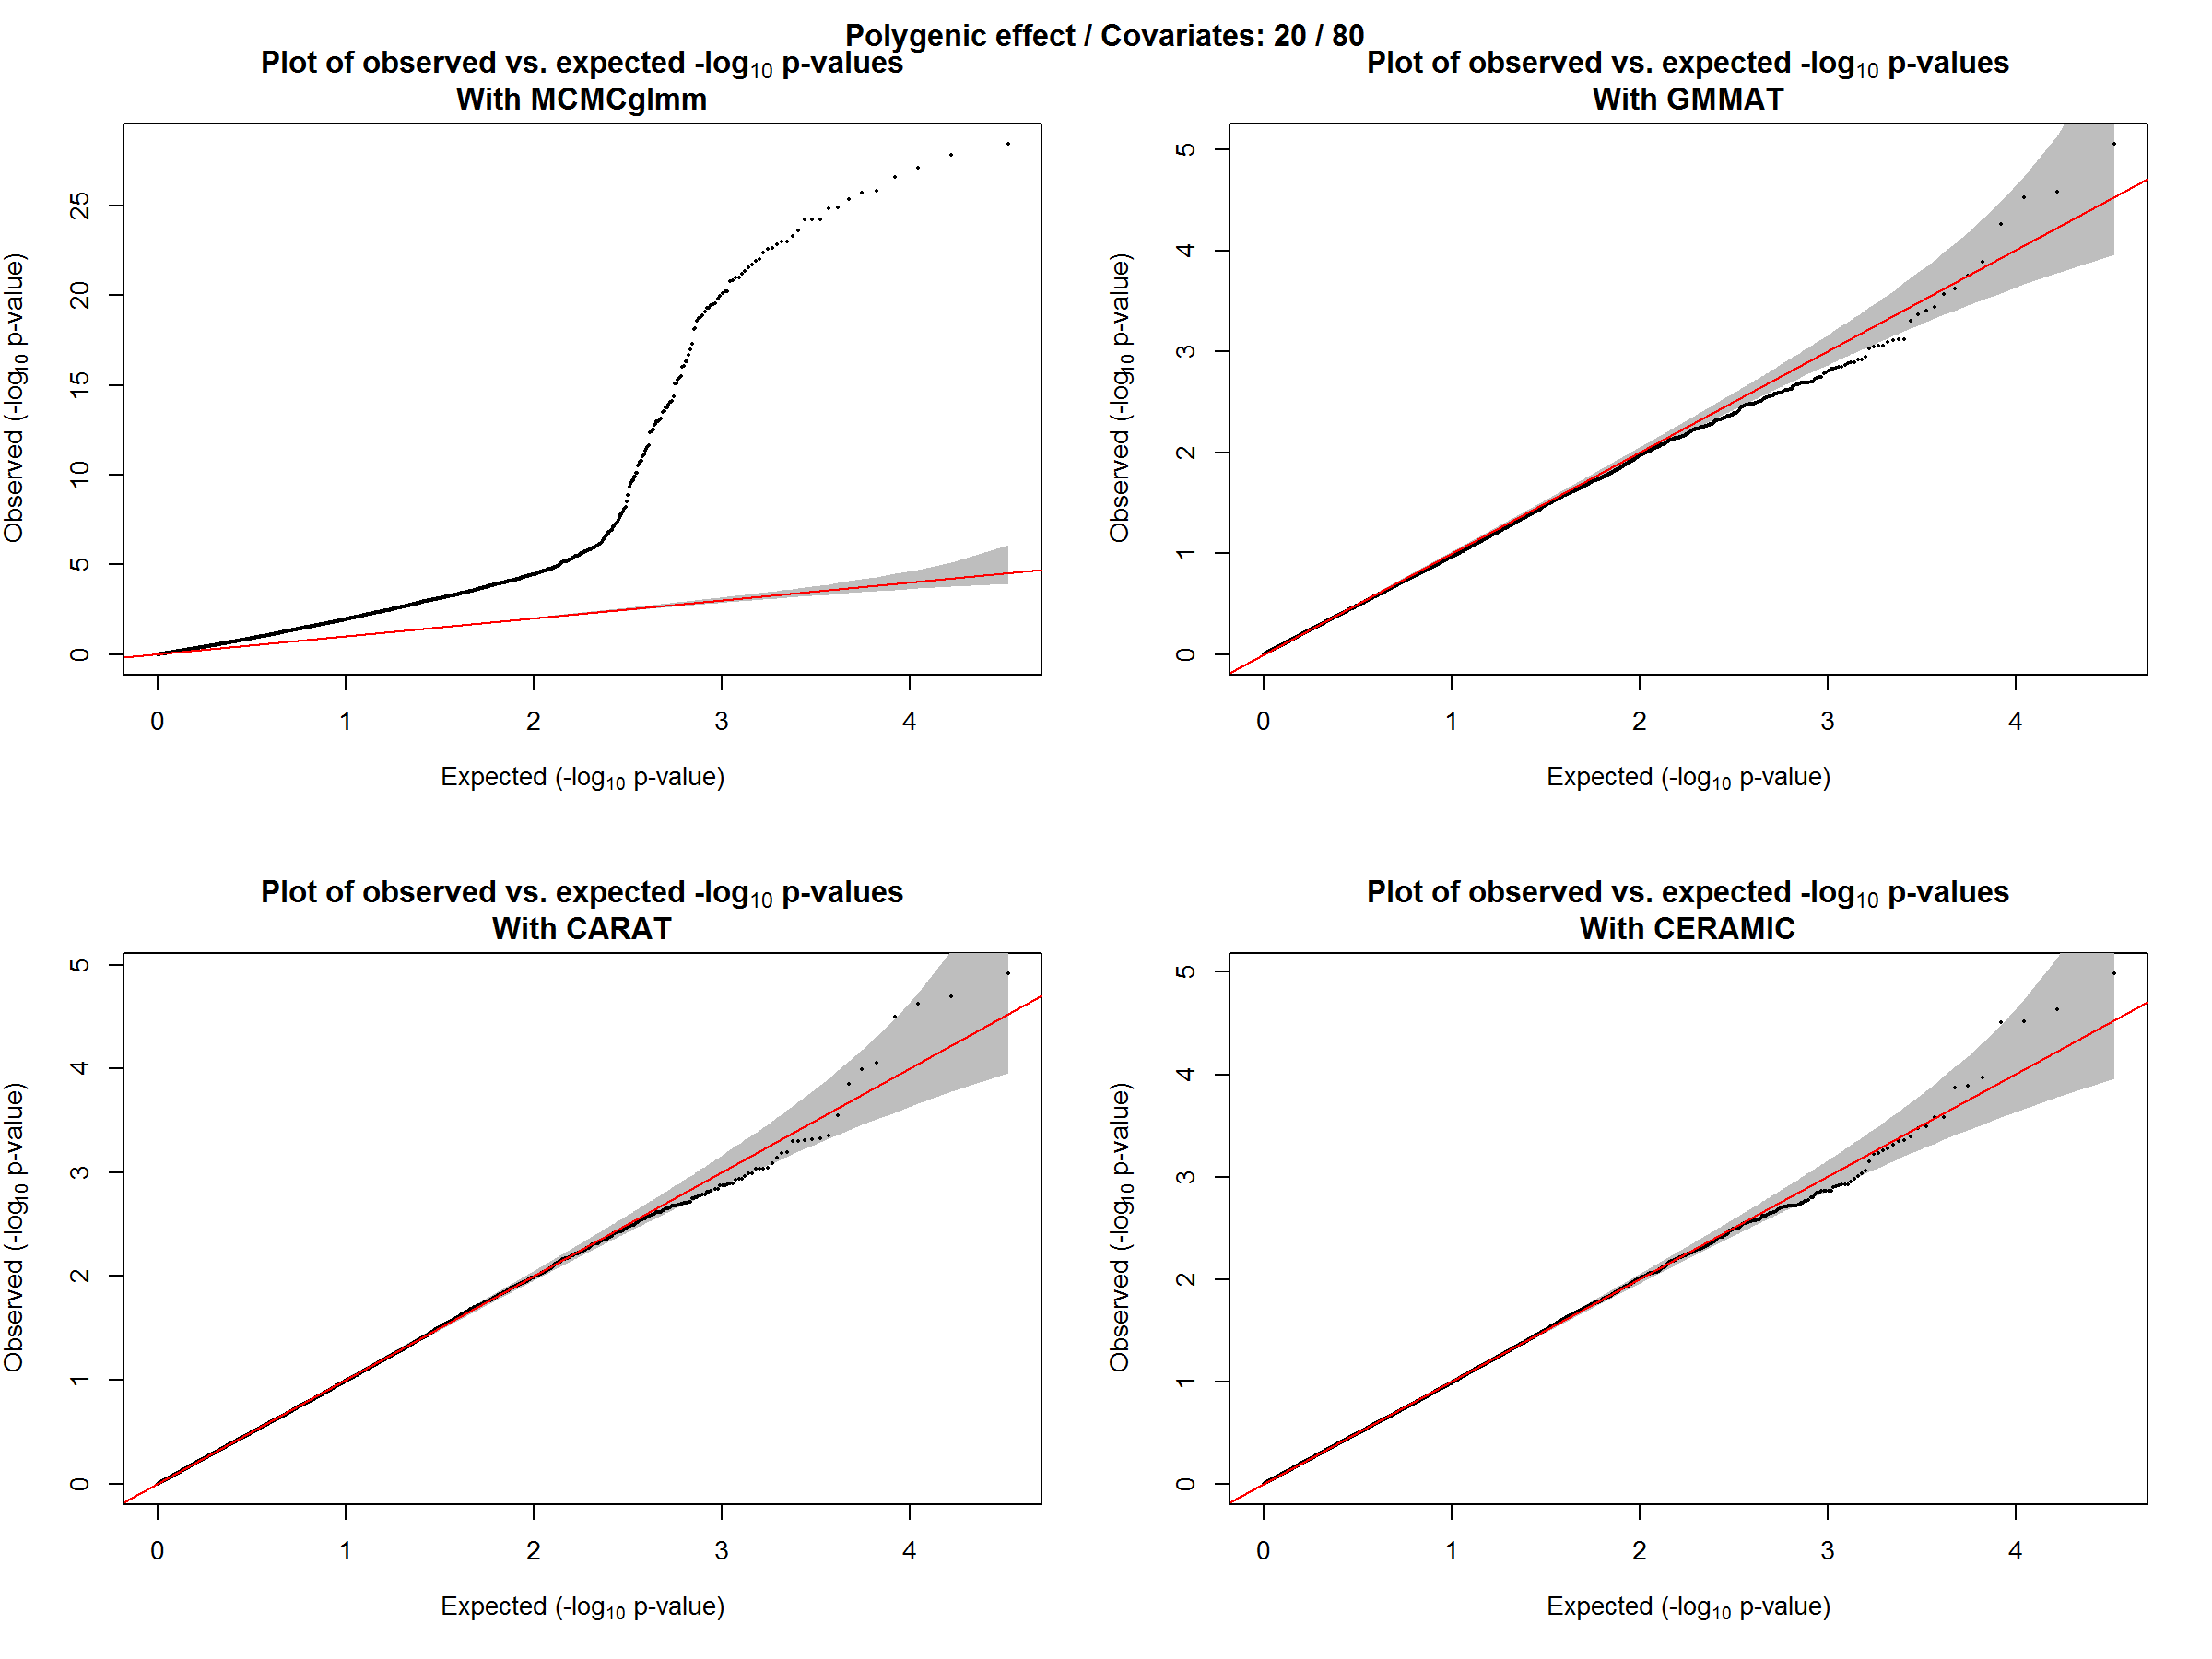 Polygenic effect / Covariates: 20 / 80
Plot of observed vs. expected -log10 p-values
With MCMCglmm
Observed (-log10 p-value)
25
20
15
10
5
0
0 1 2 3 4
Expected (-log10 p-value)
Plot of observed vs. expected -log10 p-values
With GMMAT
Observed (-log10 p-value)
5
4
3
2
1
0
0 1 2 3 4
Expected (-log10 p-value)
Plot of observed vs. expected -log10 p-values
With CARAT
Observed (-log10 p-value)
5
4
3
2
1
0
0 1 2 3 4
Expected (-log10 p-value)
Plot of observed vs. expected -log10 p-values
With CERAMIC
Observed (-log10 p-value)
5
4
3
2
1
0
0 1 2 3 4
Expected (-log10 p-value)